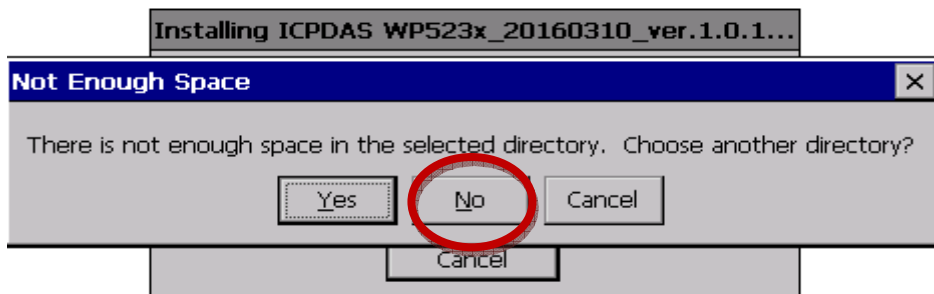 Installing ICPDAS WP523x_20160310_ver.1.0.1...
Not Enough Space
There is not enough space in the selected directory.  Choose another directory?
Yes No Cancel
Cancel